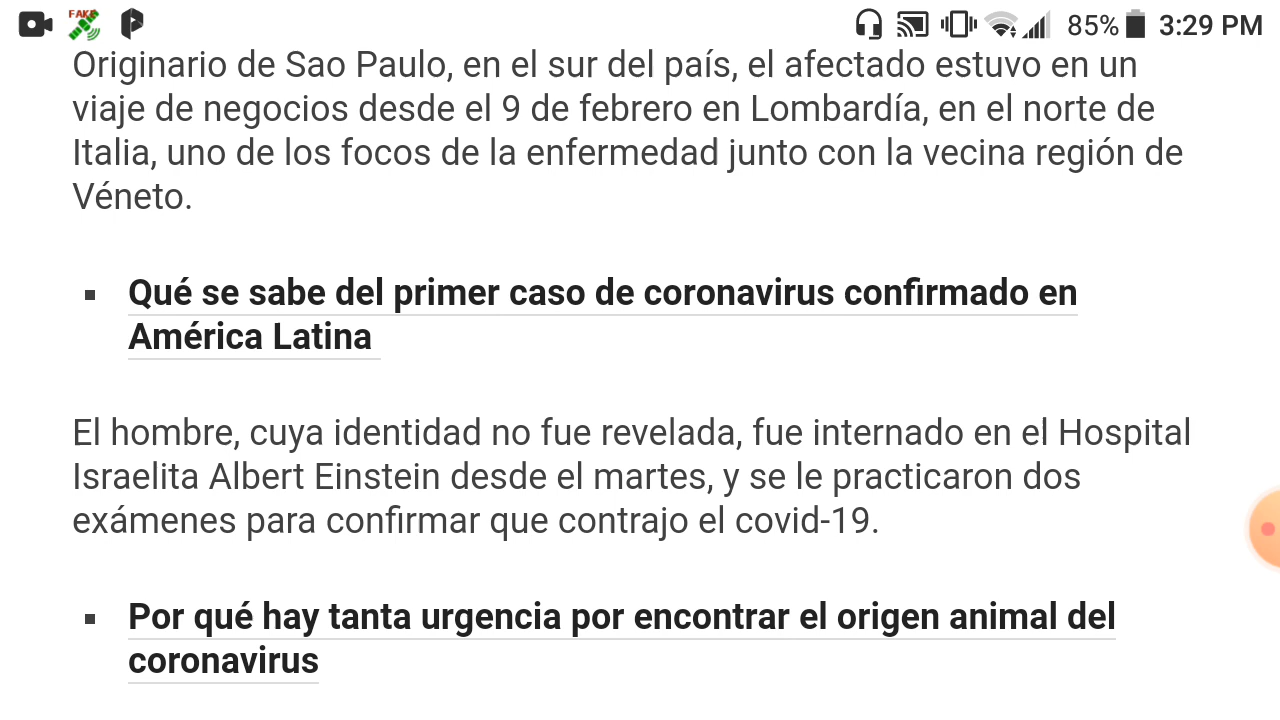 FAKE
85% 3:29 PM
Originario de Sao Paulo, en el sur del país, el afectado estuvo en un
viaje de negocios desde el 9 de febrero en Lombardía, en el norte de
Italia, uno de los focos de la enfermedad junto con la vecina región de
Véneto.
Qué se sabe del primer caso de coronavirus confirmado en
América Latina
El hombre, cuya identidad no fue revelada, fue internado en el Hospital
Israelita Albert Einstein desde el martes, y se le practicaron dos
exámenes para confirmar que contrajo el covid-19.
Por qué hay tanta urgencia por encontrar el origen animal del
coronavirus